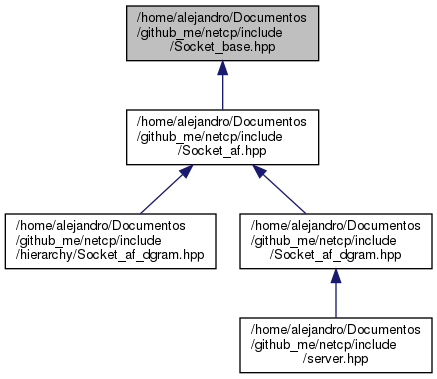 /home/alejandro/Documentos
/github_me/netcp/include
/Socket_base.hpp
/home/alejandro/Documentos
/github_me/netcp/include
/Socket_af.hpp
/home/alejandro/Documentos
/github_me/netcp/include
/hierarchy/Socket_af_dgram.hpp
/home/alejandro/Documentos
/github_me/netcp/include
/Socket_af_dgram.hpp
/home/alejandro/Documentos
/github_me/netcp/include
/server.hpp